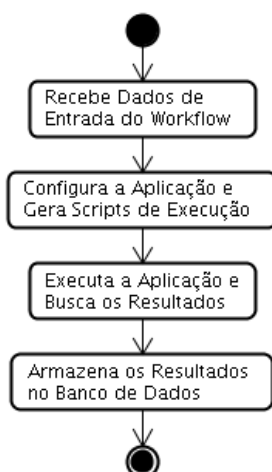 Recebe Dados de
Entrada do Workflow
Configura a Aplicação e
Gera Scripts de Execução
Executa a Aplicação e
Busca os Resultados
Armazena os Resultados
no Banco de Dados